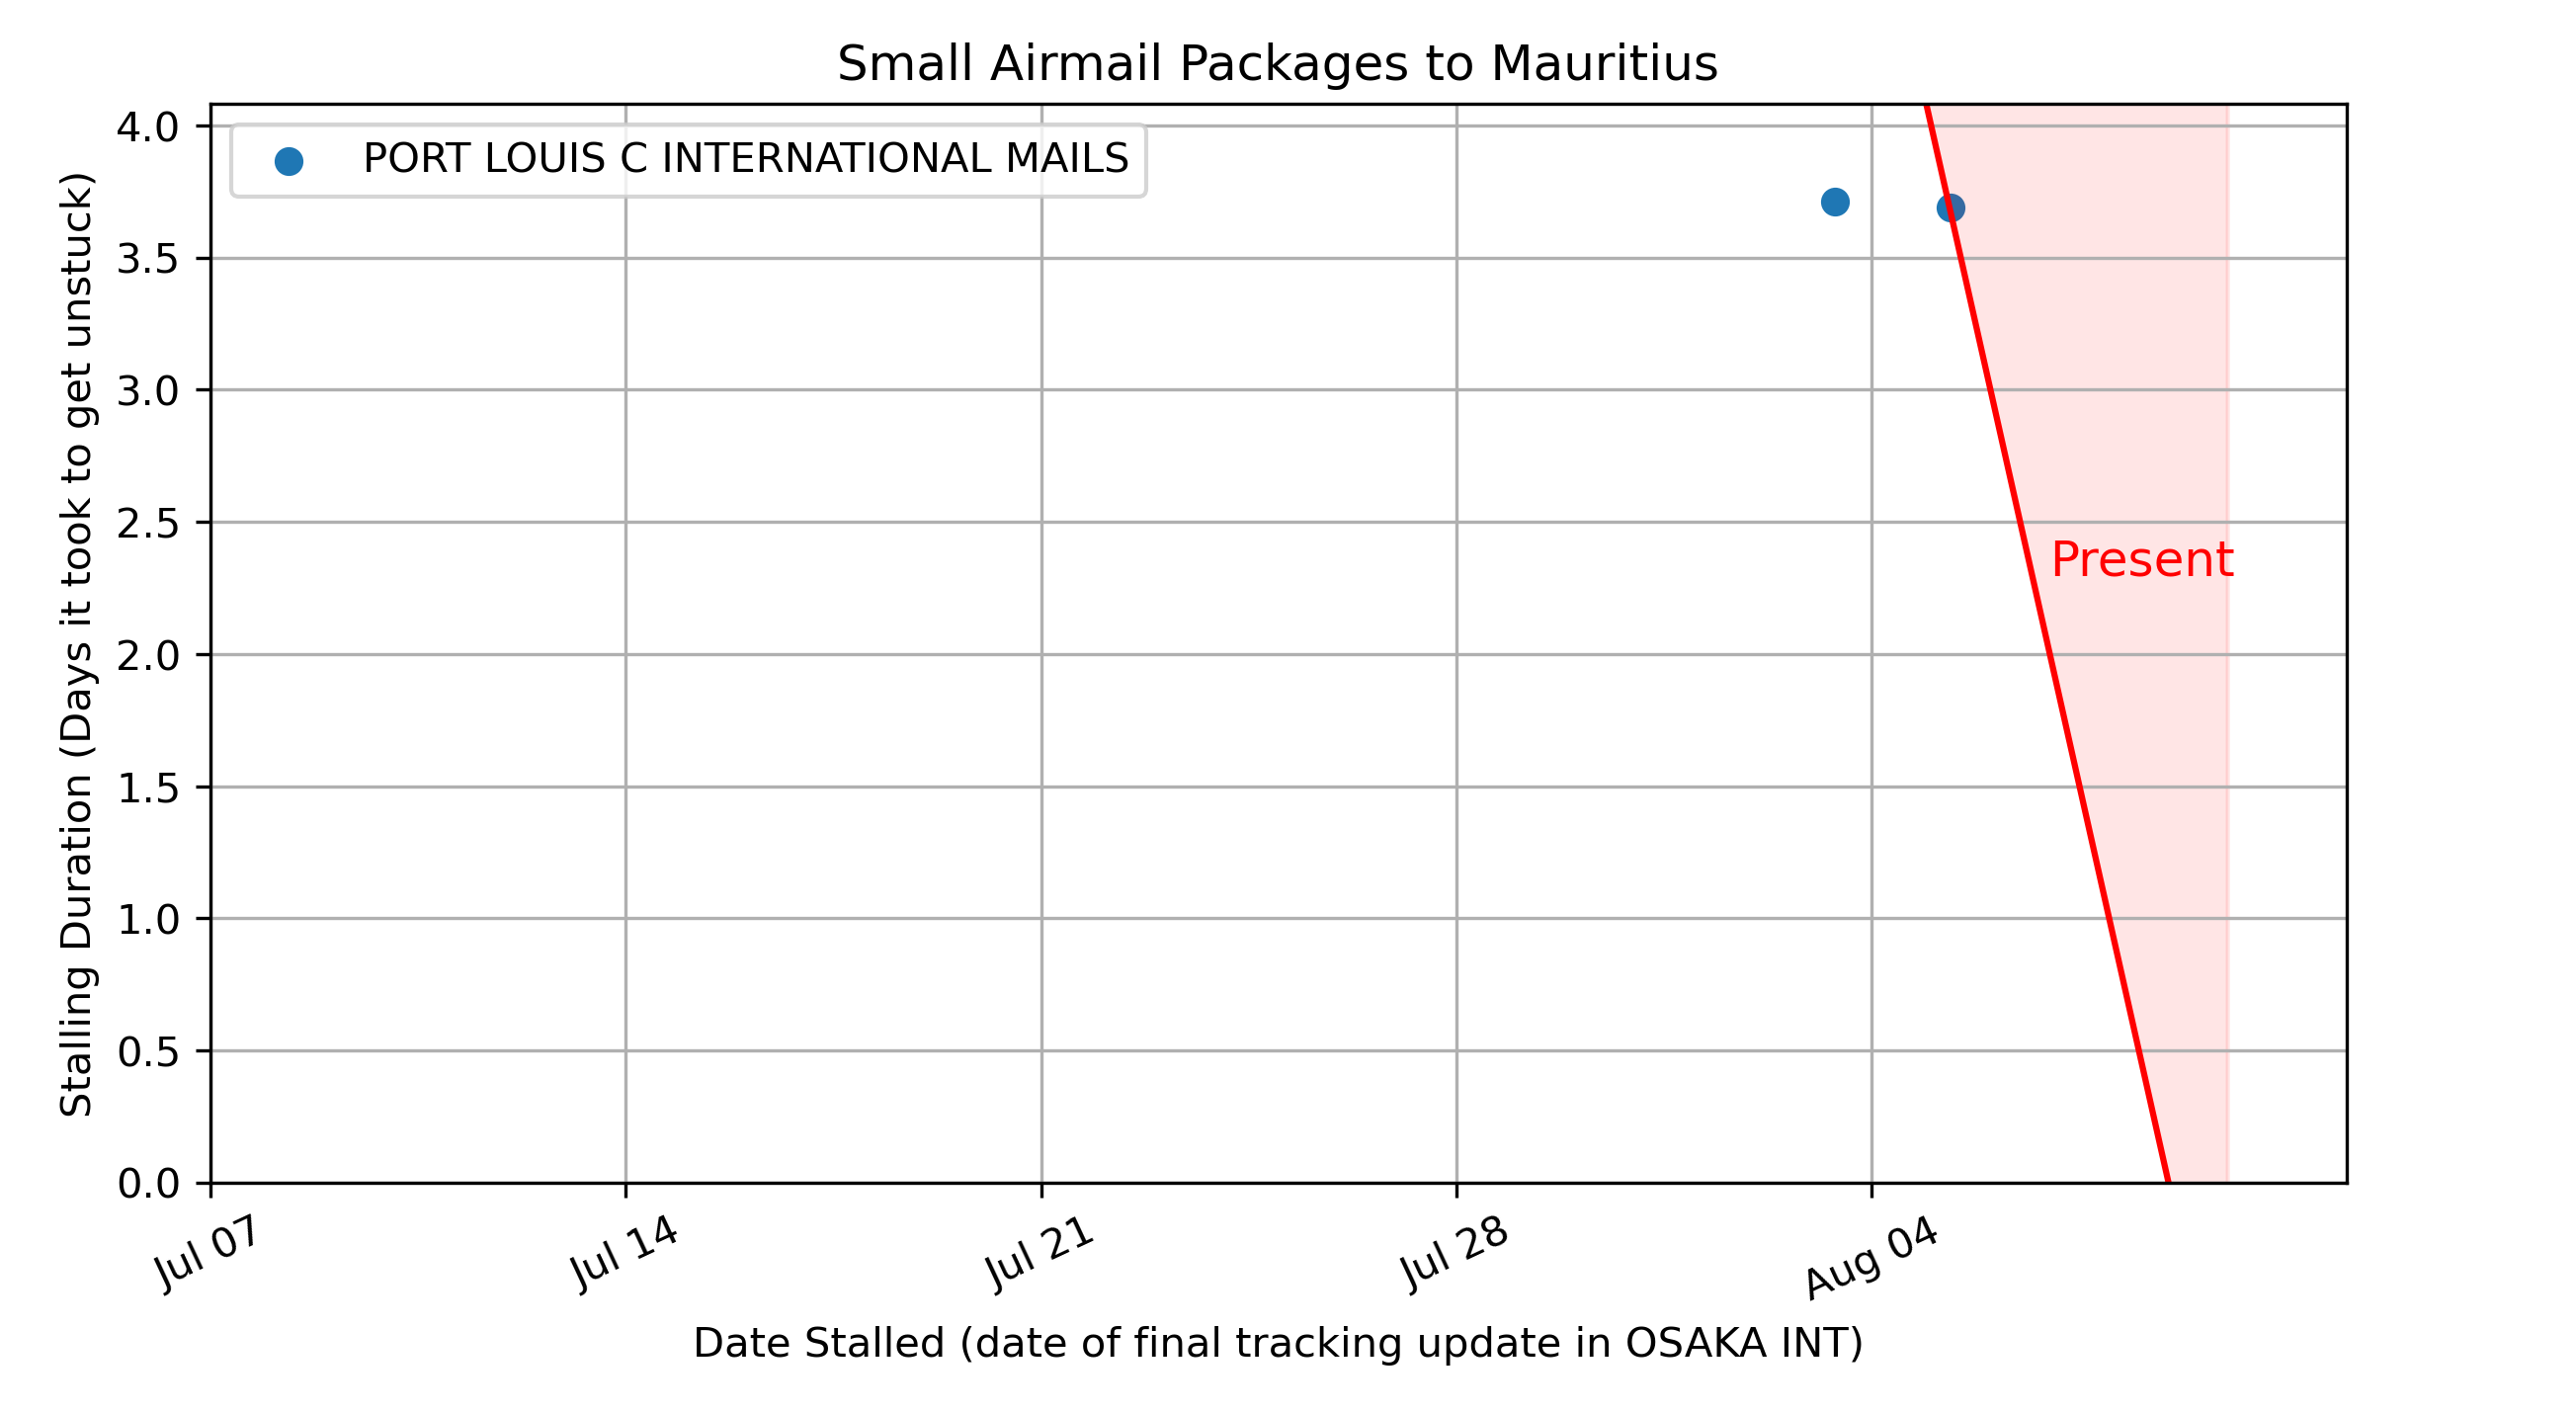 Small Airmail Packages to Mauritius
PORT LOUIS C INTERNATIONAL MAILS
Stalling Duration (Days it took to get unstuck)
4.0
3.5
3.0
2.5
2.0
1.5
1.0
0.5
0.0
Present
Jul 07
Jul 14
Jul 21
Jul 28
Aug 04
Date Stalled (date of final tracking update in OSAKA INT)